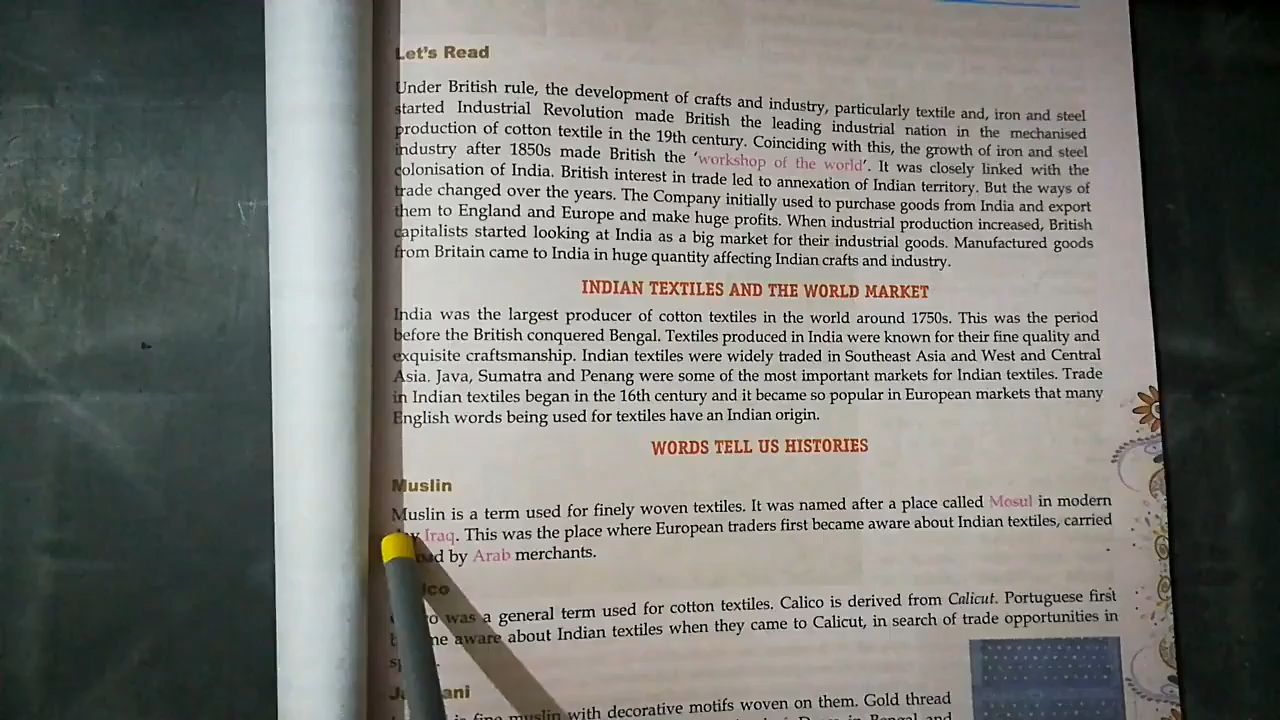 Let's Read
Under British rule, the development of crafts and industry, particularly textile and, iron and steel
started Industrial Revolution made British the leading industrial nation in the mechanised
production of cotton textile in the 19th century. Coinciding with this, the growth of iron and steel
industry after 1850s made British the 'workshop of the world'. It was closely linked with the
colonisation of India. British interest in trade led to annexation of Indian territory. But the ways of
trade changed over the years. The Company initially used to purchase goods from India and export
them to England and Europe and make huge profits. When industrial production increased, British
capitalists started looking at India as a big market for their industrial goods. Manufactured goods
from Britain came to India in huge quantity affecting Indian crafts and industry.
INDIAN TEXTILES AND THE WORLD MARKET
India was the largest producer of cotton textiles in the world around 1750s. This was the period
before the British conquered Bengal. Textiles produced in India were known for their fine quality and
exquisite craftsmanship. Indian textiles were widely traded in Southeast Asia and West and Central
Asia. Java, Sumatra and Penang were some of the most important markets for Indian textiles. Trade
in Indian textiles began in the 16th century and it became so popular in European markets that many
English words being used for textiles have an Indian origin.
WORDS TELL US HISTORIES
Muslin
Muslin is a term used for finely woven textiles. It was named after a place called Mosul in modern
Iraq. This was the place where European traders first became aware about Indian textiles, carried
by Arab merchants.
was a general term used for cotton textiles. Calico is derived from Calicut. Portuguese first
aware about Indian textiles when they came to Calicut, in search of trade opportunities in
fine muslin with decorative motifs woven on them. Gold thread
in Bengal and